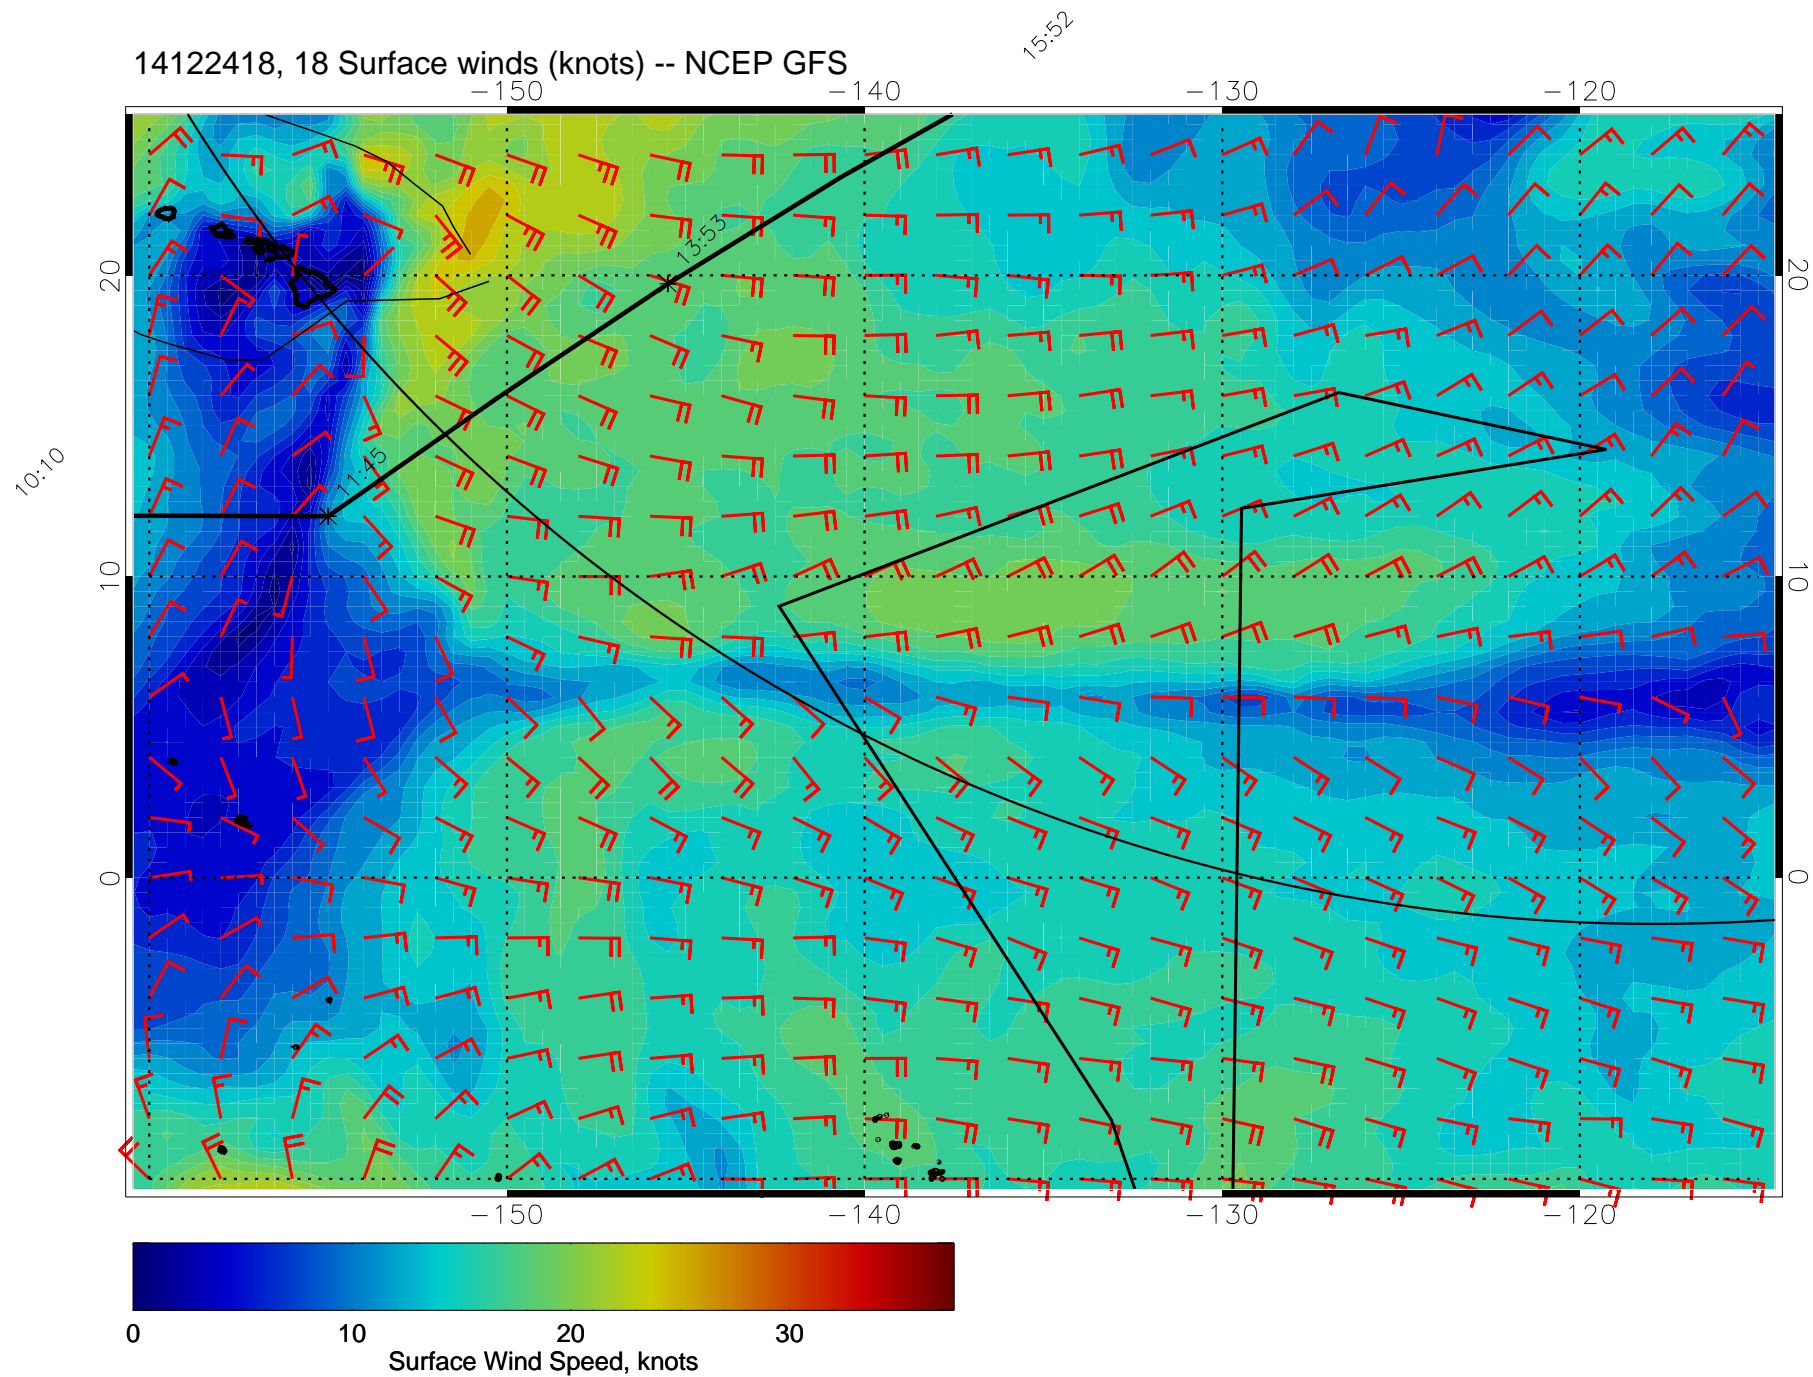 15:52
14122418, 18 Surface winds (knots) -- NCEP GFS
-150 -140 -130 -120
13:53
20 20
11:45
10:10
10 10
0 0
-150 -140 -130 -120
0 10 20 30
Surface Wind Speed, knots